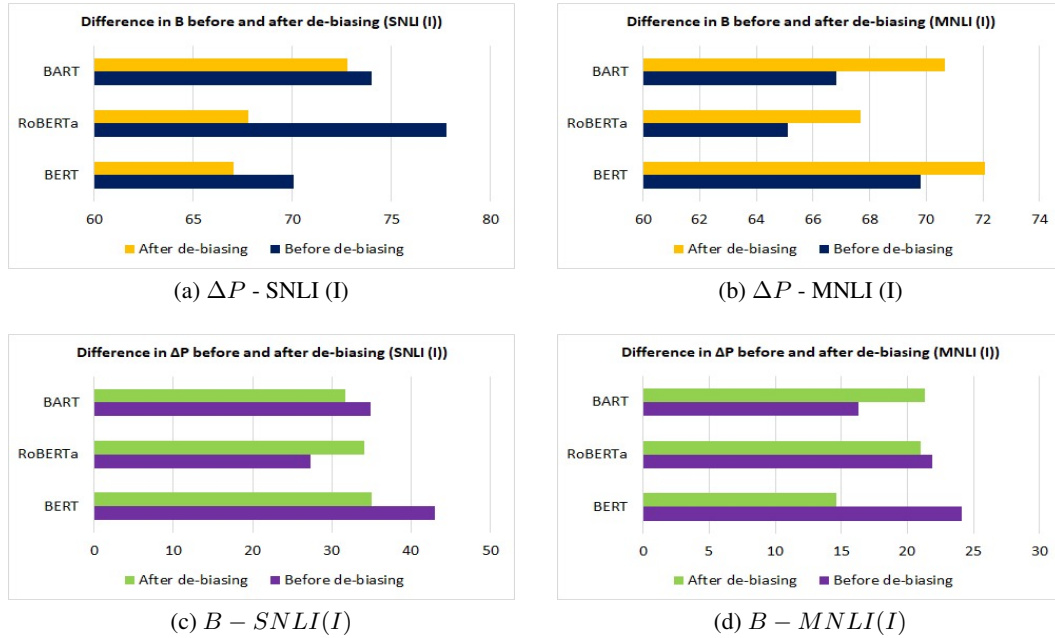 Difference in B before and after de-biasing (SNLI (I))
BART
RoBERTa
BERT
60 65 70 75 80
After de-biasing Before de-biasing
(a) ΔP - SNLI (I)
Difference in B before and after de-biasing (MNLI (I))
BART
RoBERTa
BERT
60 62 64 66 68 70 72 74
After de-biasing Before de-biasing
(b) ΔP - MNLI (I)
Difference in ΔP before and after de-biasing (SNLI (I))
BART
RoBERTa
BERT
0 10 20 30 40 50
After de-biasing Before de-biasing
(c) B − SNLI(I)
Difference in ΔP before and after de-biasing (MNLI (I))
BART
RoBERTa
BERT
0 5 10 15 20 25 30
After de-biasing Before de-biasing
(d) B − MNLI(I)